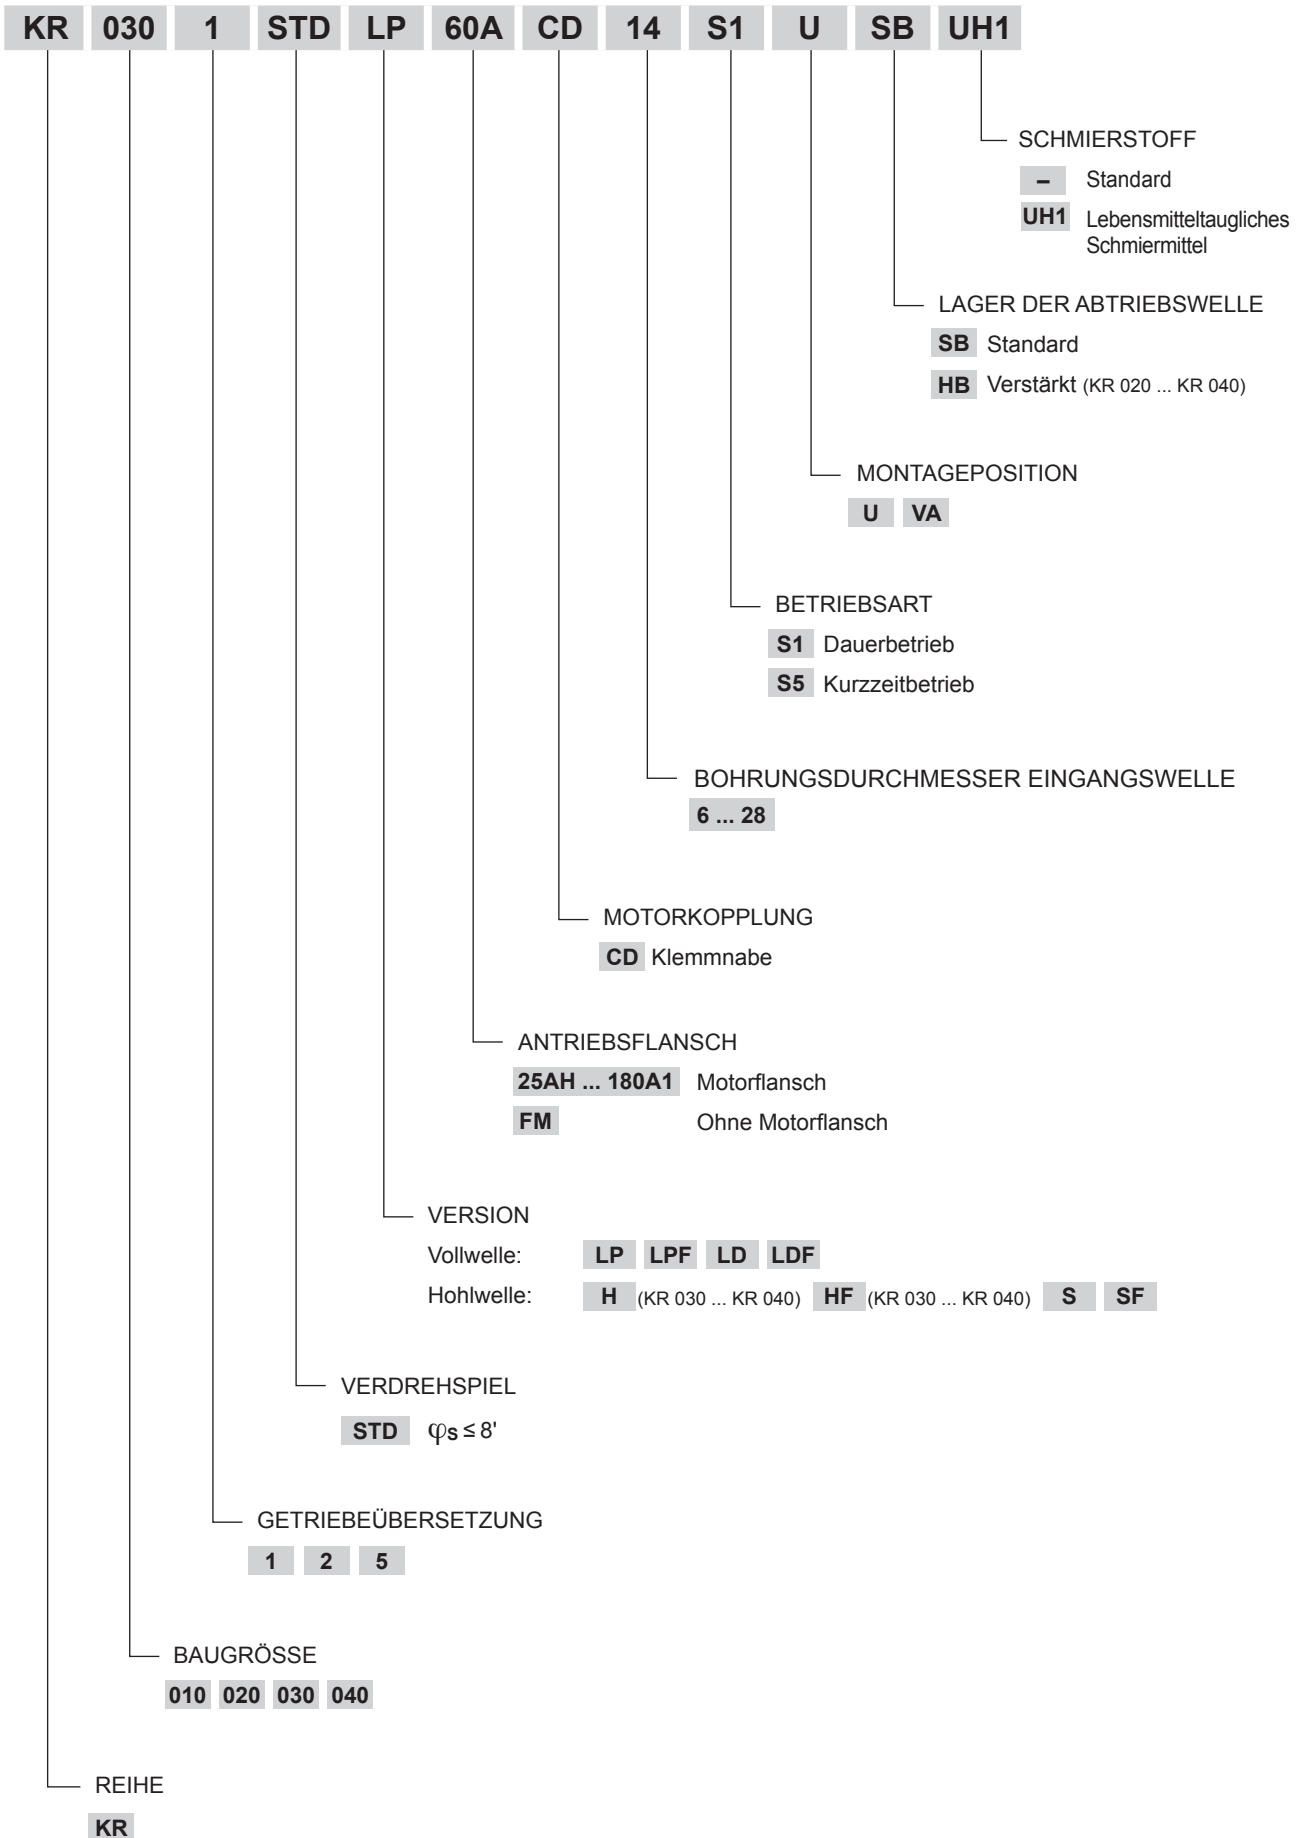 KR 030 1 STD LP 60A CD 14 S1 U SB UH1
SCHMIERSTOFF
– Standard
UH1 Lebensmitteltaugliches
Schmiermittel
LAGER DER ABTRIEBSWELLE
SB Standard
HB Verstärkt (KR 020 ... KR 040)
MONTAGEPOSITION
U VA
BETRIEBSART
S1 Dauerbetrieb
S5 Kurzzeitbetrieb
BOHRUNGSDURCHMESSER EINGANGSWELLE
6 ... 28
MOTORKOPPLUNG
CD Klemmnabe
ANTRIEBSFLANSCH
25AH ... 180A1 Motorflansch
FM Ohne Motorflansch
VERSION
Vollwelle: LP LPF LD LDF
Hohlwelle: H (KR 030 ... KR 040) HF (KR 030 ... KR 040) S SF
VERDREHSPIEL
STD φs ≤ 8'
GETRIEBEÜBERSETZUNG
1 2 5
BAUGRÖSSE
010 020 030 040
REIHE
KR